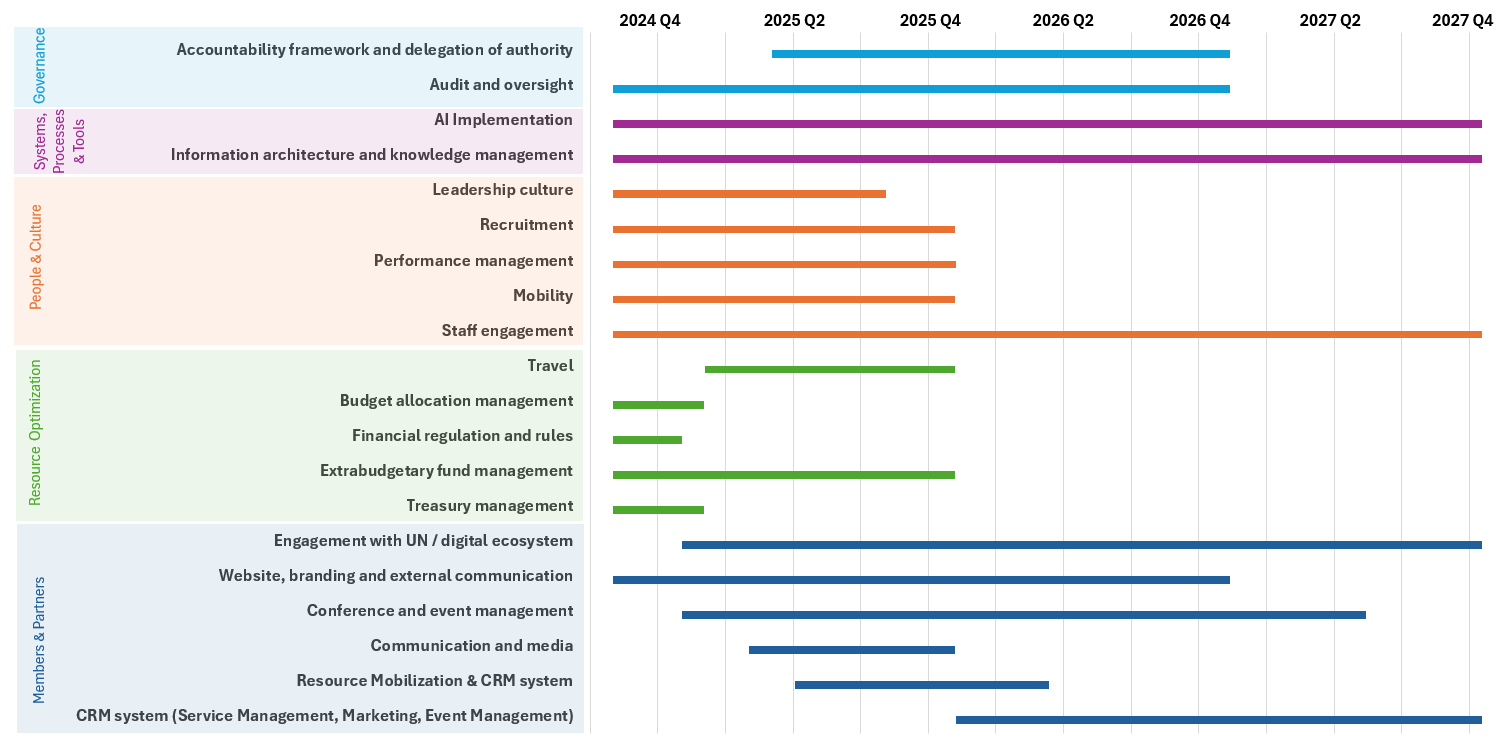 2024 Q4 2025 Q2 2025 Q4 2026 Q2 2026 Q4 2027 Q2 2027 Q4
Governance
Accountability framework and delegation of authority
Audit and oversight
Systems,
Processes
& Tools
AI Implementation
Information architecture and knowledge management
People & Culture
Leadership culture
Recruitment
Performance management
Mobility
Staff engagement
Resource Optimization
Travel
Budget allocation management
Financial regulation and rules
Extrabudgetary fund management
Treasury management
Members & Partners
Engagement with UN / digital ecosystem
Website, branding and external communication
Conference and event management
Communication and media
Resource Mobilization & CRM system
CRM system (Service Management, Marketing, Event Management)